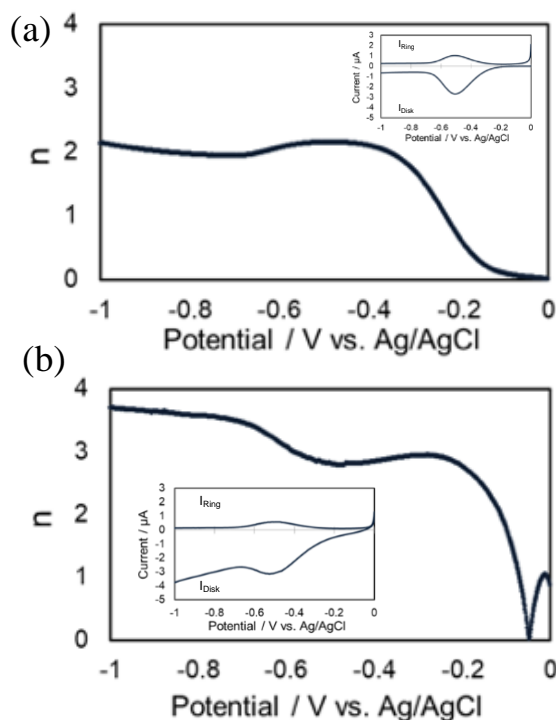 (a)
4
3
2
1
0
n
-1 -0.8 -0.6 -0.4 -0.2 0
Potential / V vs. Ag/AgCl
3
2
1
0
-1
-2
-3
-4
-5
Current / µA
I Ring
I Disk
-1 -0.8 -0.6 -0.4 -0.2 0
Potential / V vs. Ag/AgCl
(b)
4
3
2
1
0
n
-1 -0.8 -0.6 -0.4 -0.2 0
Potential / V vs. Ag/AgCl
3
2
1
0
-1
-2
-3
-4
-5
Current / µA
I Ring
I Disk
-1 -0.8 -0.6 -0.4 -0.2 0
Potential / V vs. Ag/AgCl